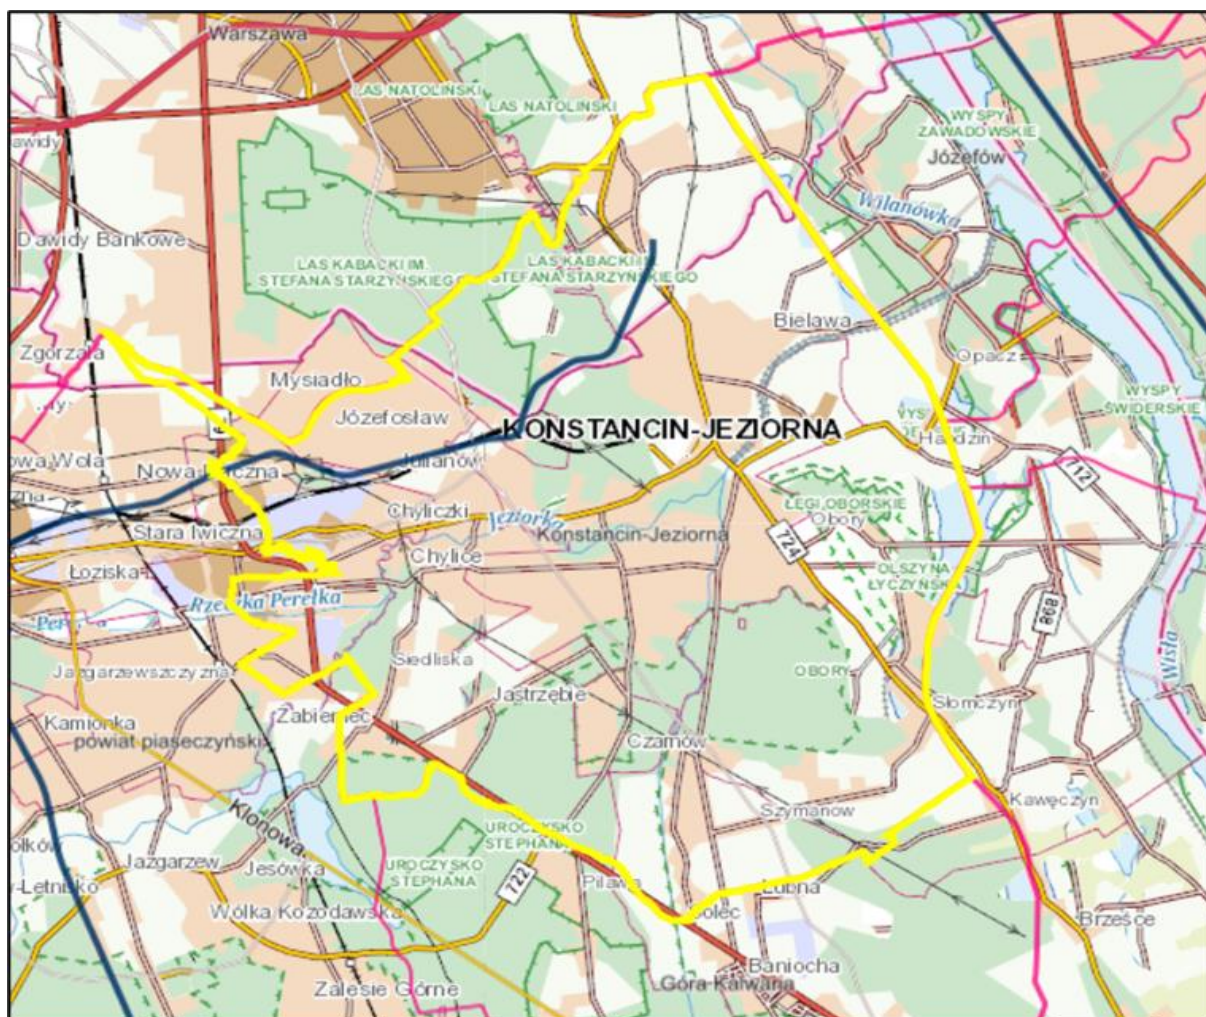 Warszawa
LAS NATOLIŃSKI
LAS NATOLIŃSKI
WYSPY
ZAWADOWSKIE
Józefów
Wilanówka
Dawidy Bankowe
LAS KABACKI IM.
STEFANA STARZYŃSKIEGO
LAS KABACKI IM.
STEFANA STARZYŃSKIEGO
Bielawa
Zgorzała
Mysiadło
Opacz
WYSPY
ŚWIDERSKIE
Józefosław
KONSTANCIN-JEZIORNA
Julianów
712
Chyliczki
Jeziorka
ŁĘGI OBORSKIE
Obory
Stara Iwiczna
Konstancin-Jeziorna
724
Chylice
Łoziska
OLSZYNA
ŁYCZYŃSKA
Rzeczka Perełka
868
Wisła
Siedliska
Jazgarzewszczyzna
OBORY
Jastrzębie
Słomczyn
Żabieniec
Kamionka
powiat piaseczyński
Czarnów
Kawęczyn
Szymanów
Klonowa
UROCZYSKO
STEPHANA
UROCZYSKO
STEPHANA
Jazgarzew
Jesówka
722
Pilawa
Łubna
Wólka Kozodawska
Brześce
Baniocha
Góra-Kalwaria
Zalesie Górne